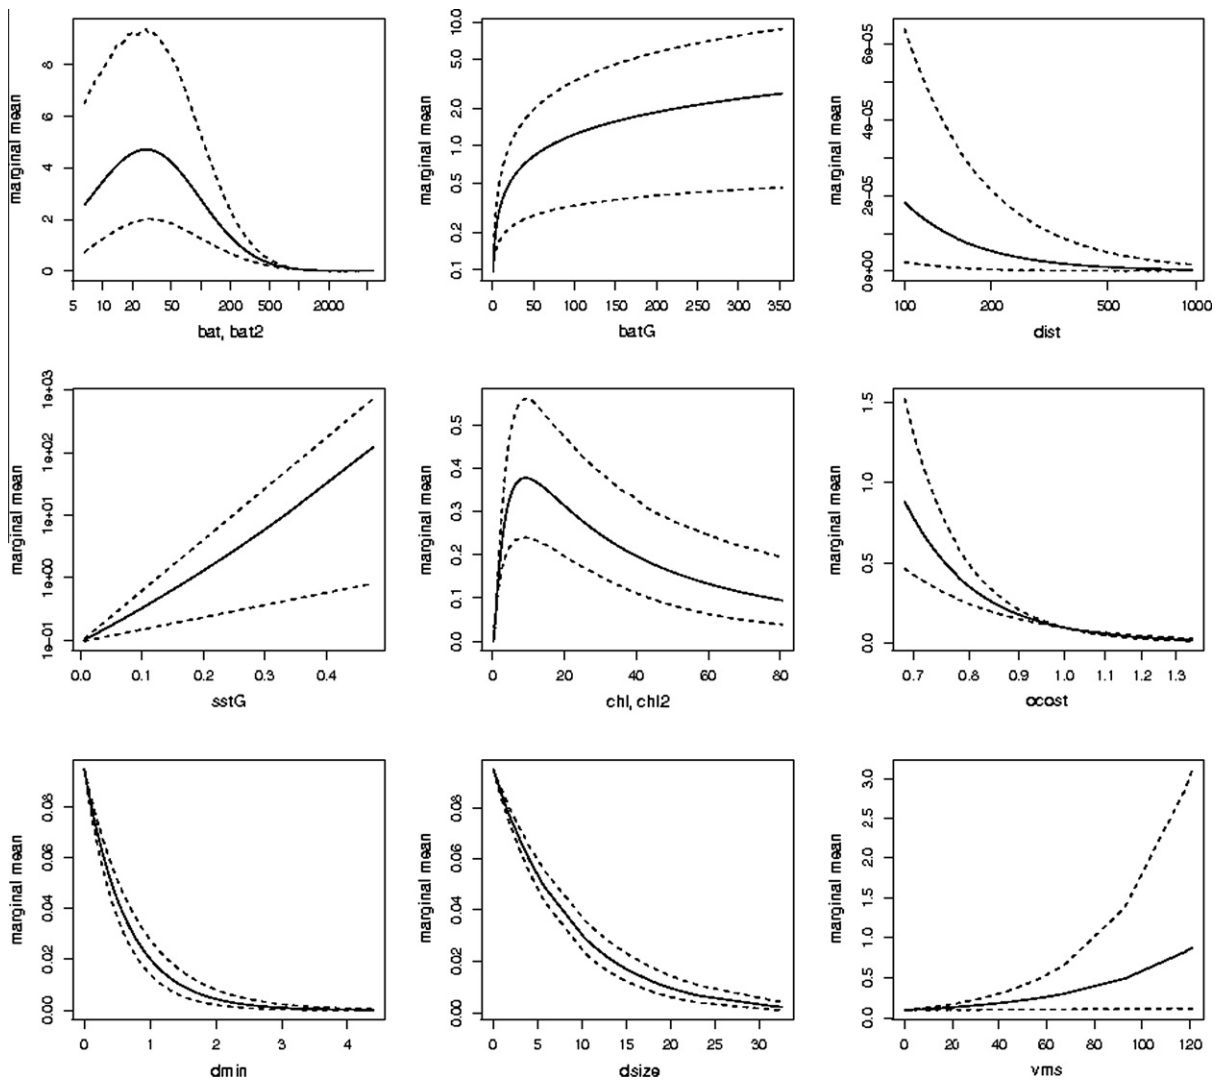 marginal mean
8
6
4
2
0
5 10 20 50 200 500 2000
bat, bat2
marginal mean
10.0
5.0
2.0
1.0
0.5
0.2
0.1
0 50 100 150 200 250 300 350
batG
marginal mean
6e-05
4e-05
2e-05
0e+00
100 200 500 1000
dist
marginal mean
1e+03
1e+02
1e+01
1e+00
1e-01
0.0 0.1 0.2 0.3 0.4
sstG
marginal mean
0.5
0.4
0.3
0.2
0.1
0.0
0 20 40 60 80
chl, chl2
marginal mean
1.5
1.0
0.5
0.0
0.7 0.8 0.9 1.0 1.1 1.2 1.3
ocost
marginal mean
0.08
0.06
0.04
0.02
0.00
0 1 2 3 4
dmin
marginal mean
0.08
0.06
0.04
0.02
0.00
0 5 10 15 20 25 30
dsize
marginal mean
3.0
2.5
2.0
1.5
1.0
0.5
0.0
0 20 40 60 80 100 120
vms